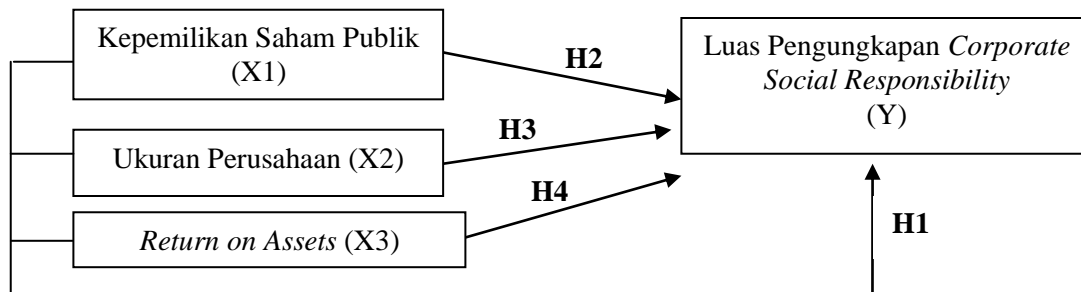 Kepemilikan Saham Publik
(X1)
Ukuran Perusahaan (X2)
Return on Assets (X3)
H2
H3
H4
Luas Pengungkapan Corporate
Social Responsibility
(Y)
H1